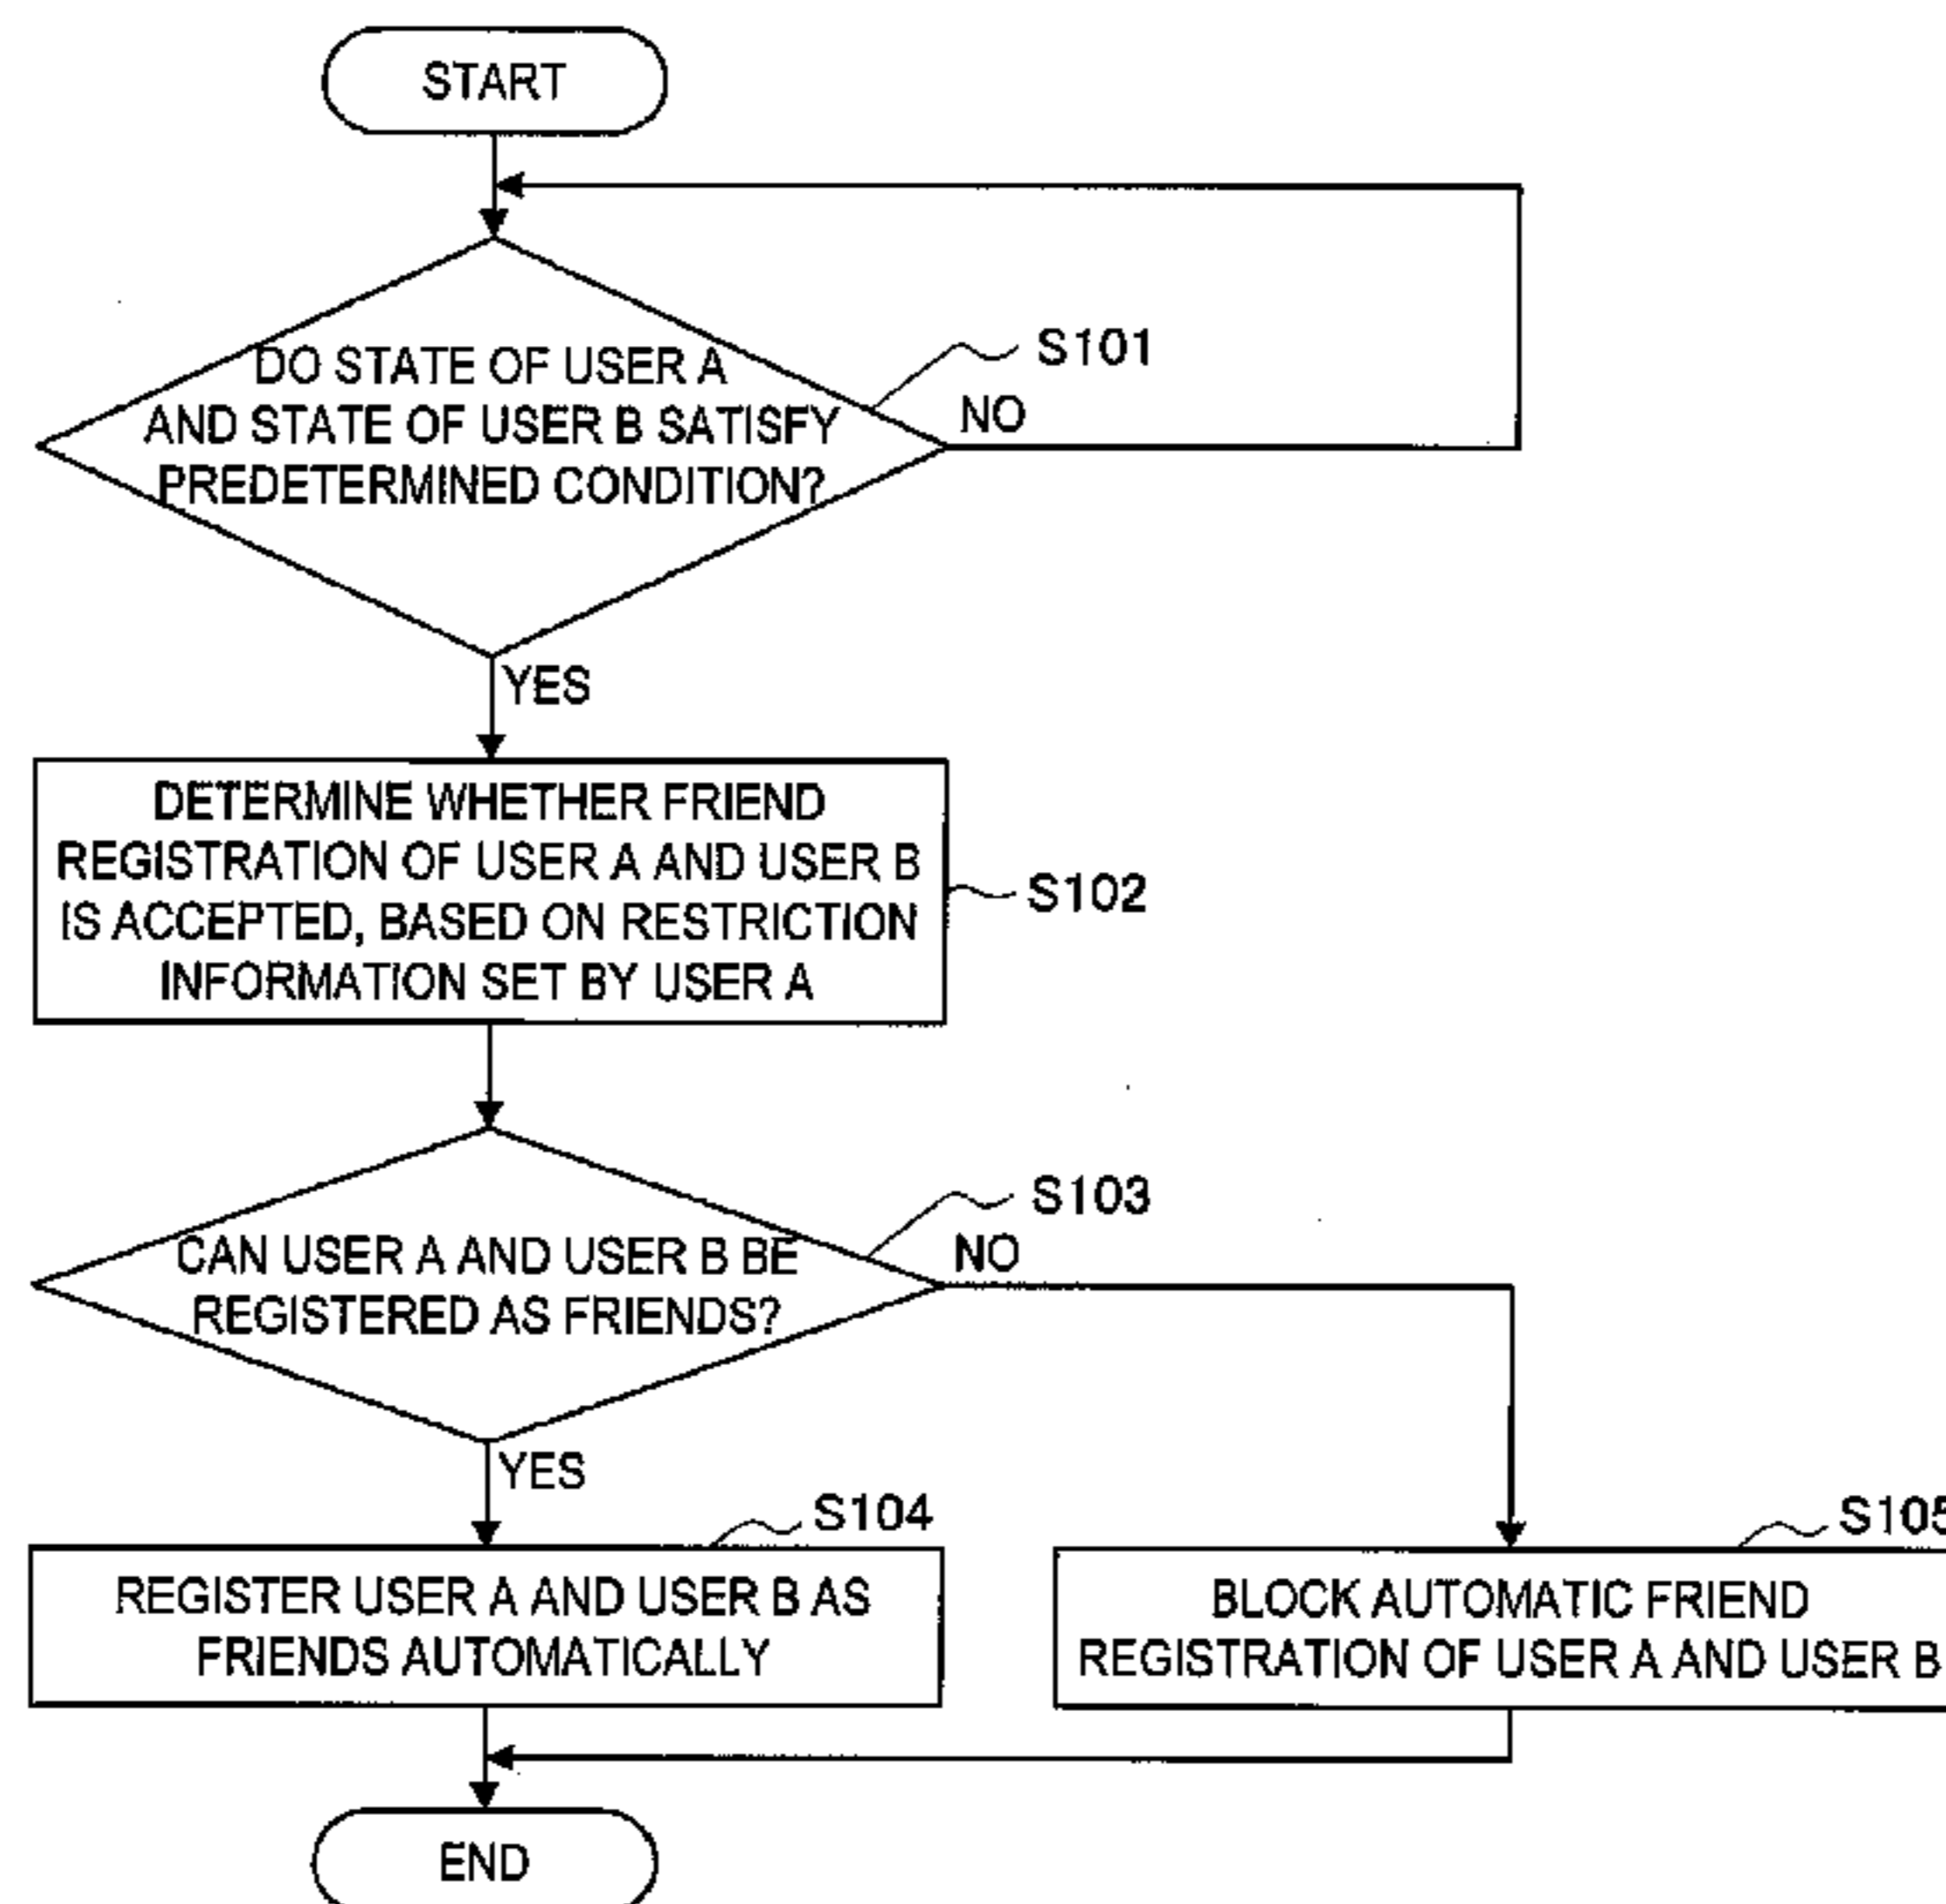 START
DO STATE OF USER A
AND STATE OF USER B SATISFY
PREDETERMINED CONDITION?
S101
NO
YES
DETERMINE WHETHER FRIEND
REGISTRATION OF USER A AND USER B
IS ACCEPTED, BASED ON RESTRICTION
INFORMATION SET BY USER A
S102
CAN USER A AND USER B BE
REGISTERED AS FRIENDS?
S103
NO
YES
S104
REGISTER USER A AND USER B AS
FRIENDS AUTOMATICALLY
S105
BLOCK AUTOMATIC FRIEND
REGISTRATION OF USER A AND USER B
END